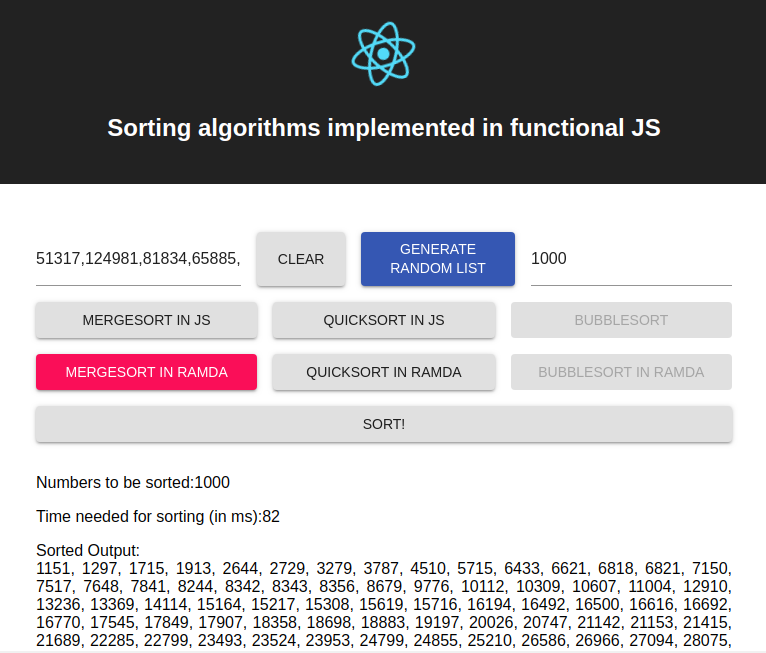 Sorting algorithms implemented in functional JS
51317,124981,81834,65885,
CLEAR
GENERATE
RANDOM LIST
1000
MERGESORT IN JS
QUICKSORT IN JS
BUBBLESORT
MERGESORT IN RAMDA
QUICKSORT IN RAMDA
BUBBLESORT IN RAMDA
SORT!
Numbers to be sorted:1000
Time needed for sorting (in ms):82
Sorted Output:
1151, 1297, 1715, 1913, 2644, 2729, 3279, 3787, 4510, 5715, 6433, 6621, 6818, 6821, 7150,
7517, 7648, 7841, 8244, 8342, 8343, 8356, 8679, 9776, 10112, 10309, 10607, 11004, 12910,
13236, 13369, 14114, 15164, 15217, 15308, 15619, 15716, 16194, 16492, 16500, 16616, 16692,
16770, 17545, 17849, 17907, 18358, 18698, 18883, 19197, 20026, 20747, 21142, 21153, 21415,
21689, 22285, 22799, 23493, 23524, 23953, 24799, 24855, 25210, 26586, 26966, 27094, 28075,